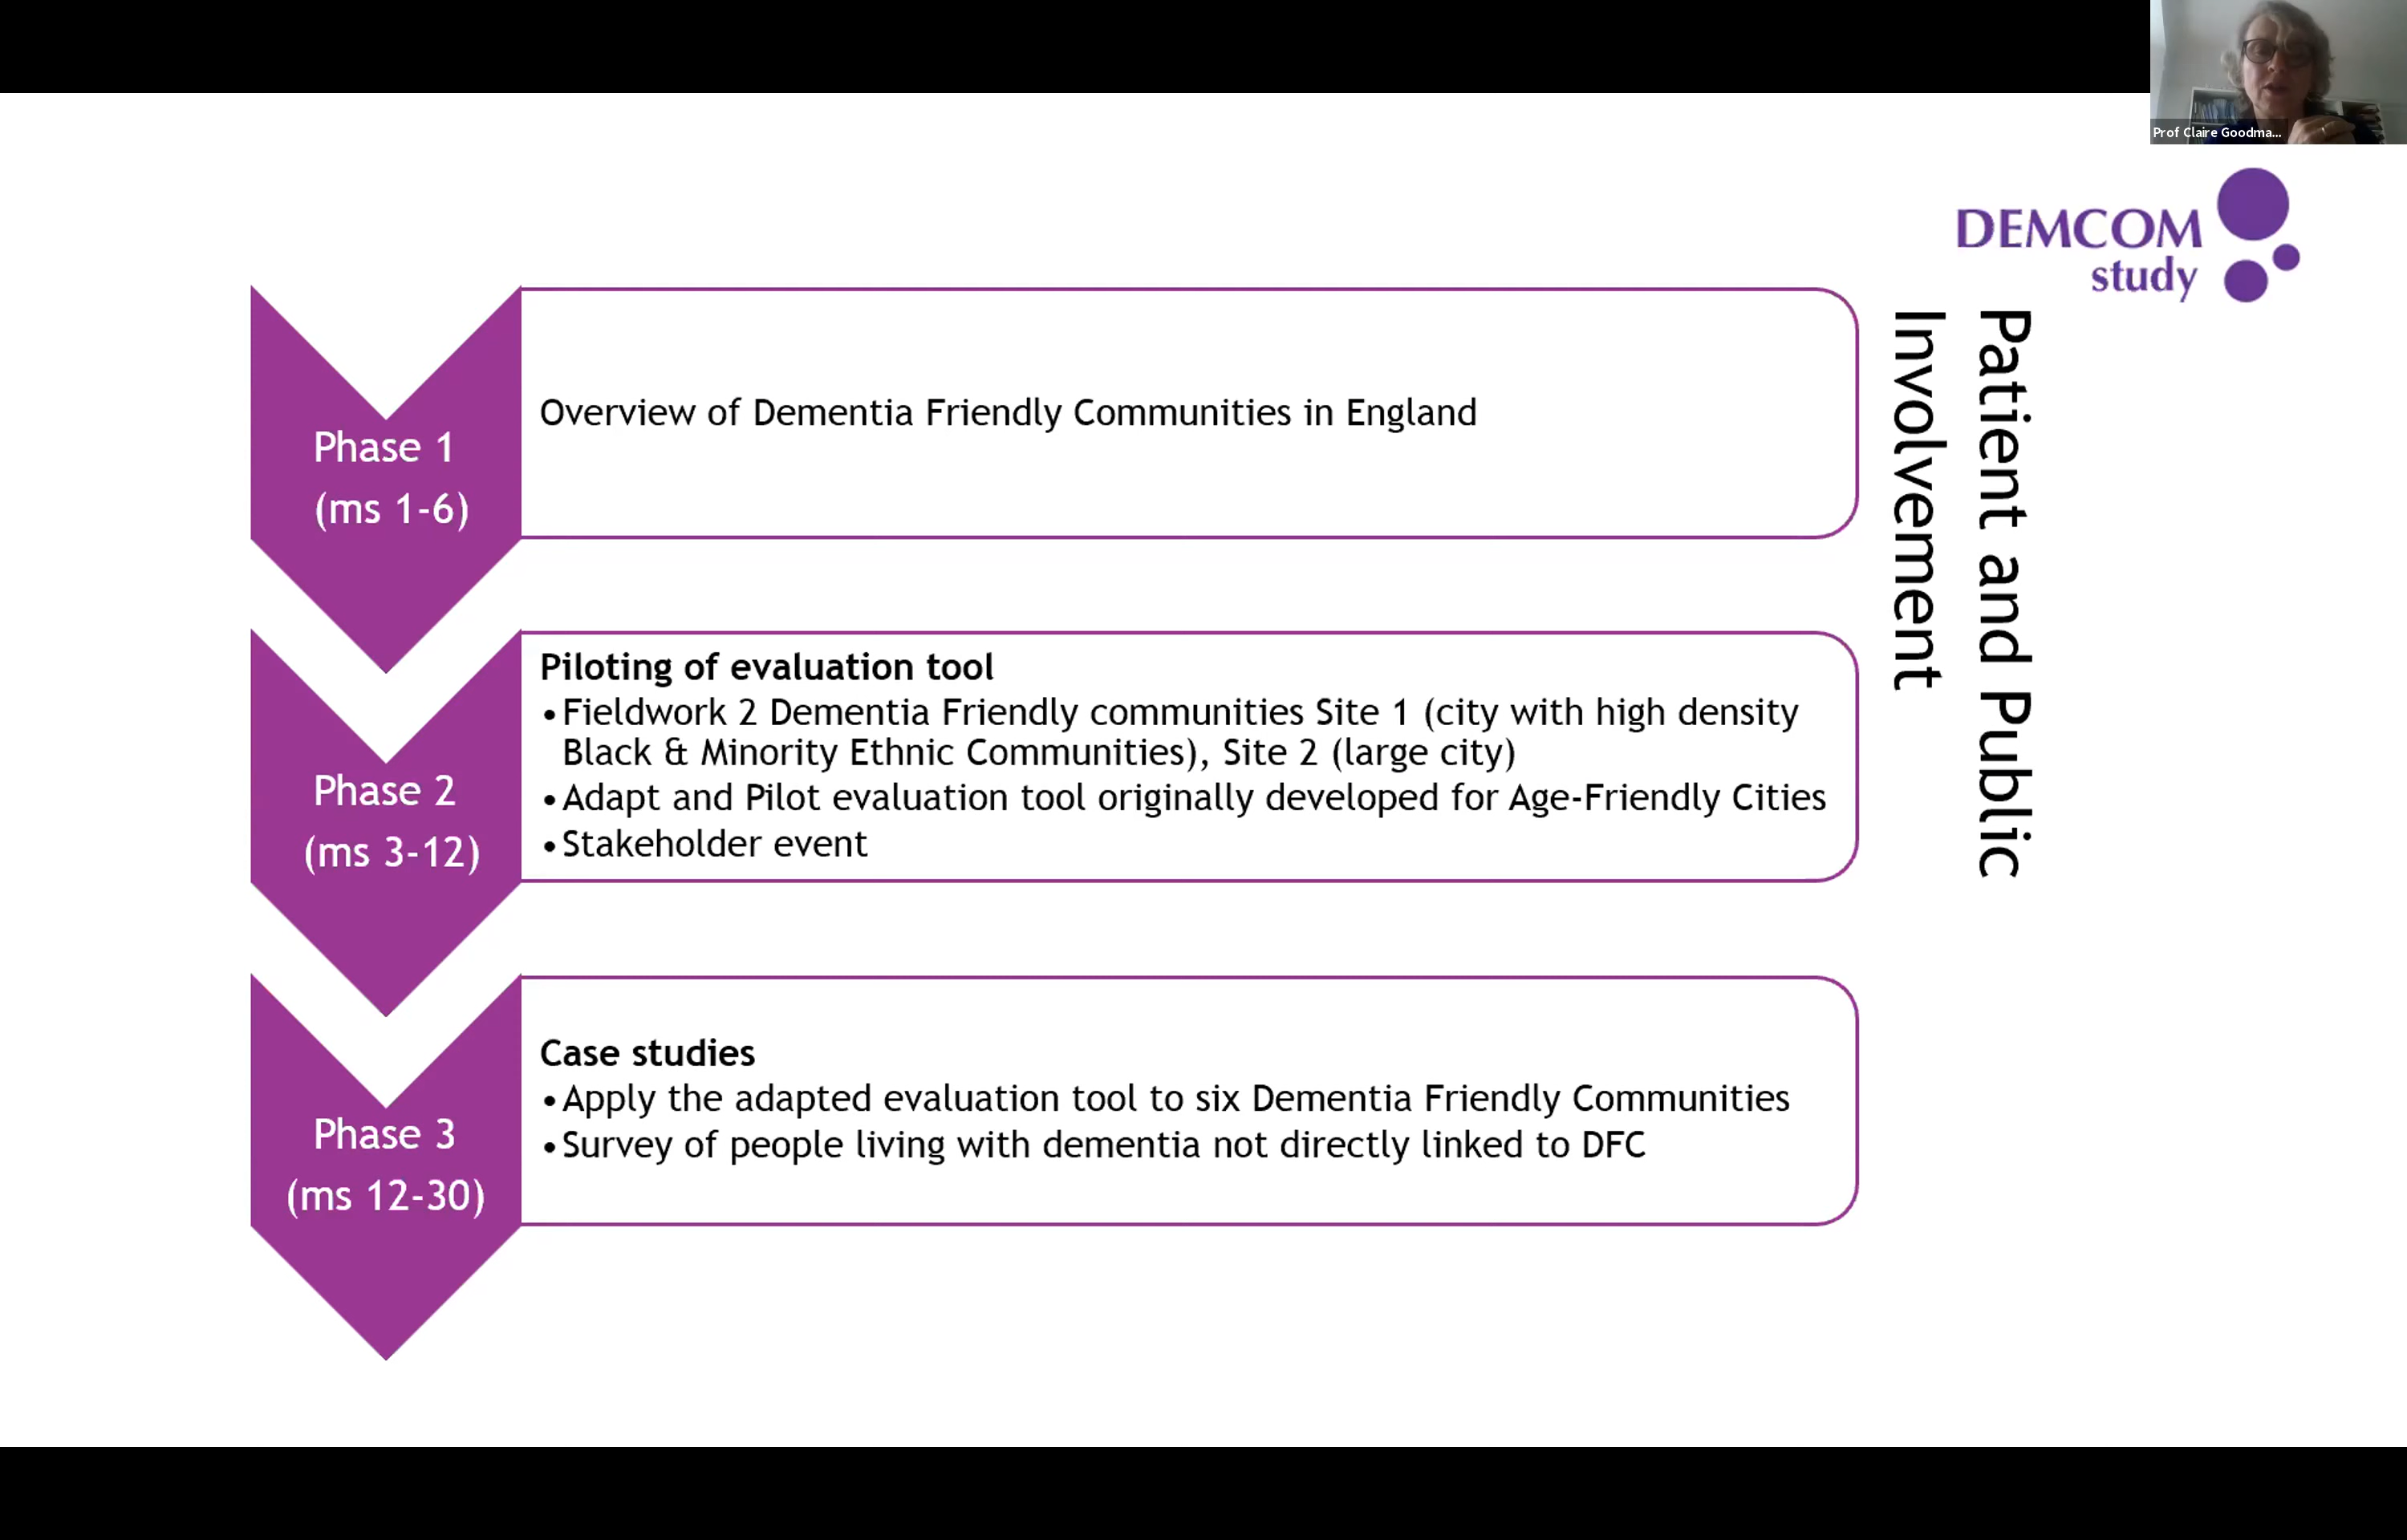 Prof Claire Goodma...
DEMCOM
study
Phase 1
(ms 1-6)
Overview of Dementia Friendly Communities in England
Phase 2
(ms 3-12)
Piloting of evaluation tool
•Fieldwork 2 Dementia Friendly communities Site 1 (city with high density
Black & Minority Ethnic Communities), Site 2 (large city)
•Adapt and Pilot evaluation tool originally developed for Age-Friendly Cities
•Stakeholder event
Phase 3
(ms 12-30)
Case studies
•Apply the adapted evaluation tool to six Dementia Friendly Communities
•Survey of people living with dementia not directly linked to DFC
Patient and Public
Involvement